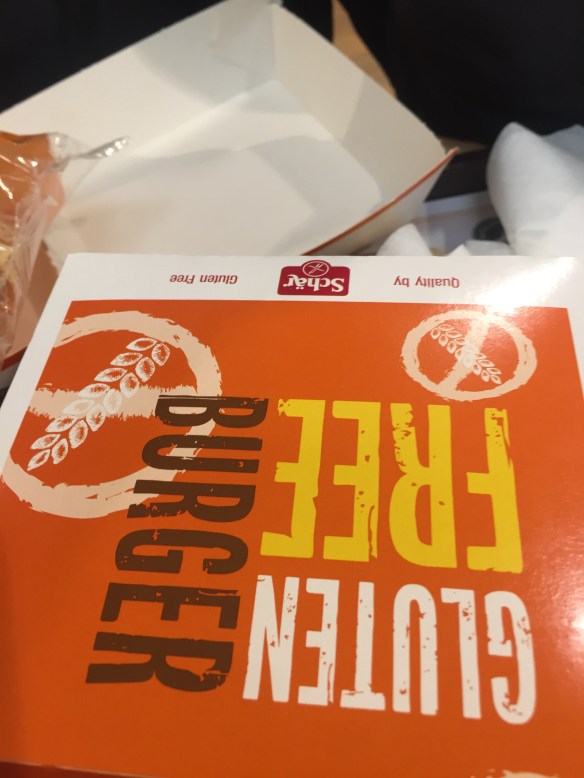 GLUTEN
FREE
BURGER
Quality by Schär Gluten Free